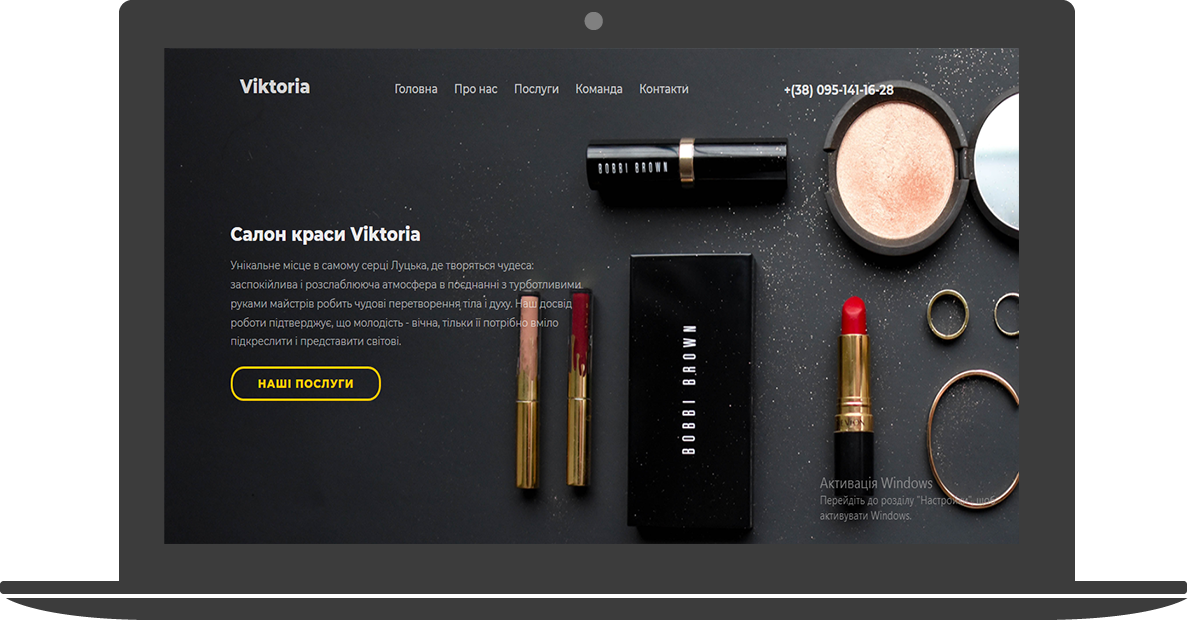 Viktoria
Головна Про нас Послуги Команда Контакти
+(38) 095-141-16-28
BOBBI BROWN
Салон краси Viktoria
Унікальне місце в самому серці Луцька, де творяться чудеса:
заспокійлива і розслаблююча атмосфера в поєднанні з турботливими
руками майстрів робить чудові перетворення тіла і духу. Наш досвід
роботи підтверджує, що молодість - вічна, тільки її потрібно вміло
підкреслити і представити світові.
НАШІ ПОСЛУГИ
BOBBI BROWN
Активація Windows
Перейдіть до розділу "Настройки", щоб
активувати Windows.